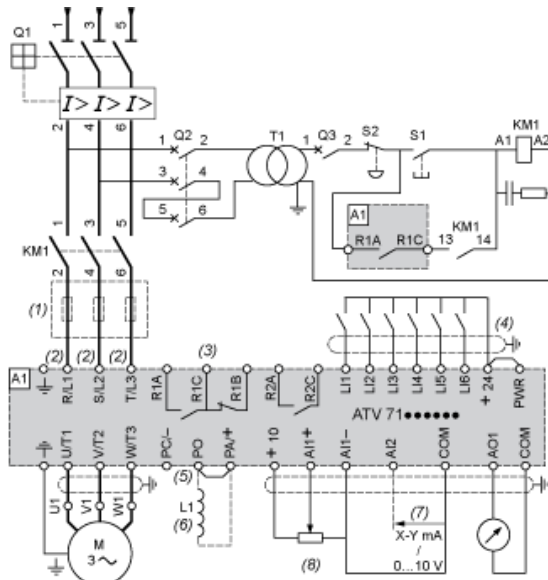 1 3 5
Q1
I> I> I>
2 4 6
1 Q2 2
3 4
5 6
T1
1 Q3 2
S2
S1
KM1
A1 A2
A1
R1A R1C
13 KM1 14
1 3 5
KM1
2 4 6
(1)
(2) (2) (2)
(3)
(4)
A1
R/L1 S/L2 T/L3 R1A R1C R1B R2A R2C LI1 LI2 LI3 LI4 LI5 LI6 + 24 PWR
ATV 71
U/T1 V/T2 W/T3 PC/- PO PA/+ + 10 AI1+ AI1- AI2 COM AO1 COM
(5)
U1 V1 W1
L1
(6)
(7)
X-Y mA
/
0...10 V
(8)
M
3 ~